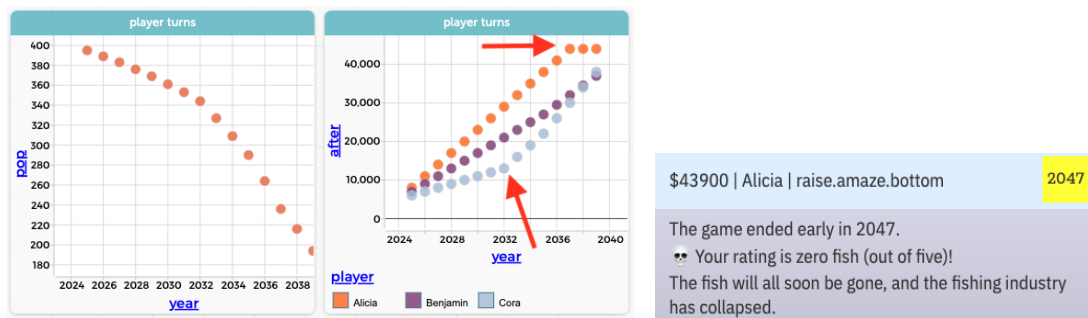 player turns
400
380
360
340
320
300
280
260
240
220
200
180
pop
2024 2026 2028 2030 2032 2034 2036 2038
year
player turns
40,000
30,000
20,000
10,000
0
after
2024 2028 2032 2036 2040
year
player
Alicia Benjamin Cora
$43900 | Alicia | raise.amaze.bottom 2047
The game ended early in 2047.
💀 Your rating is zero fish (out of five)!
The fish will all soon be gone, and the fishing industry
has collapsed.